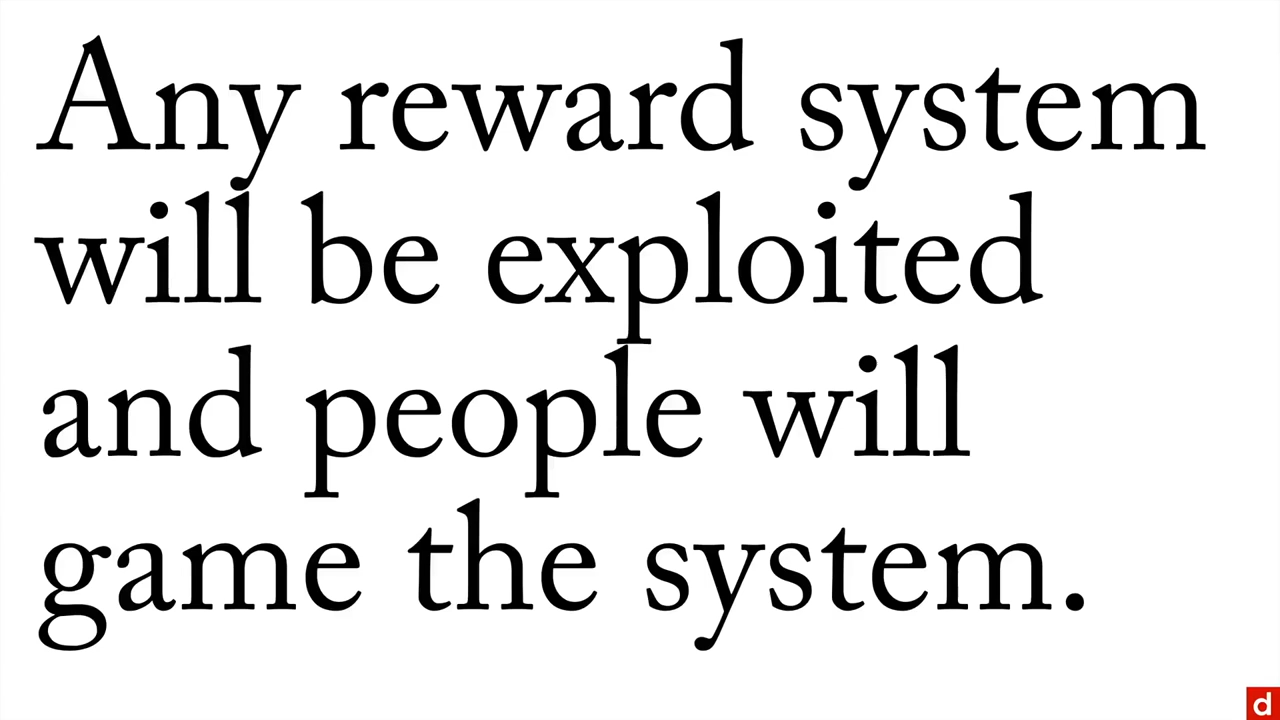 Any reward system
will be exploited
and people will
game the system.
d